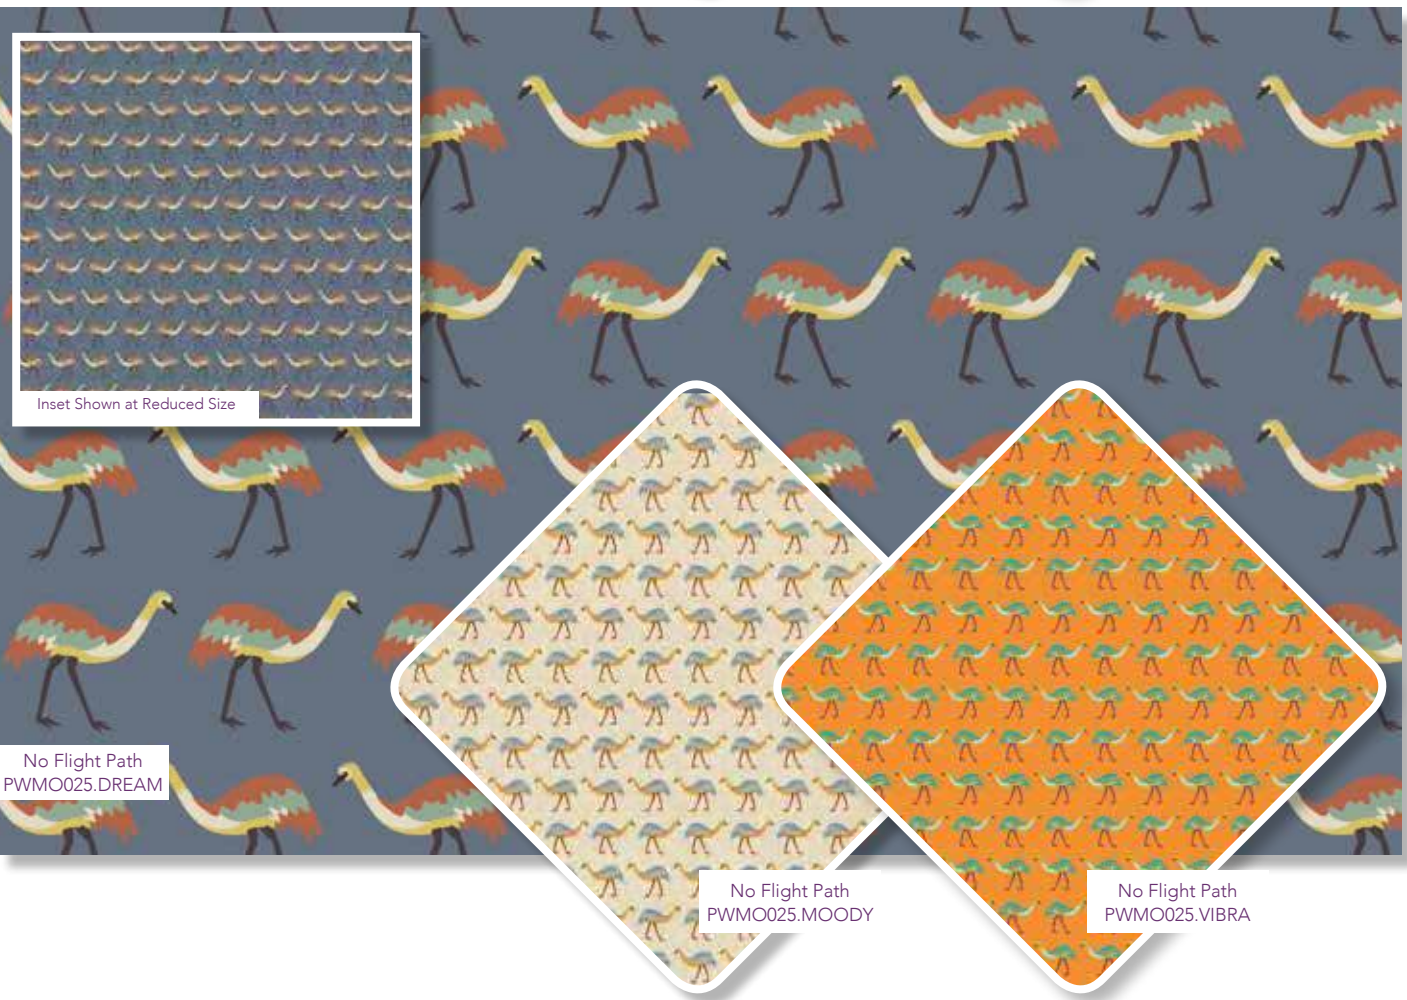 Inset Shown at Reduced Size
No Flight Path
PWMO025.DREAM
No Flight Path
PWMO025.MOODY
No Flight Path
PWMO025.VIBRA